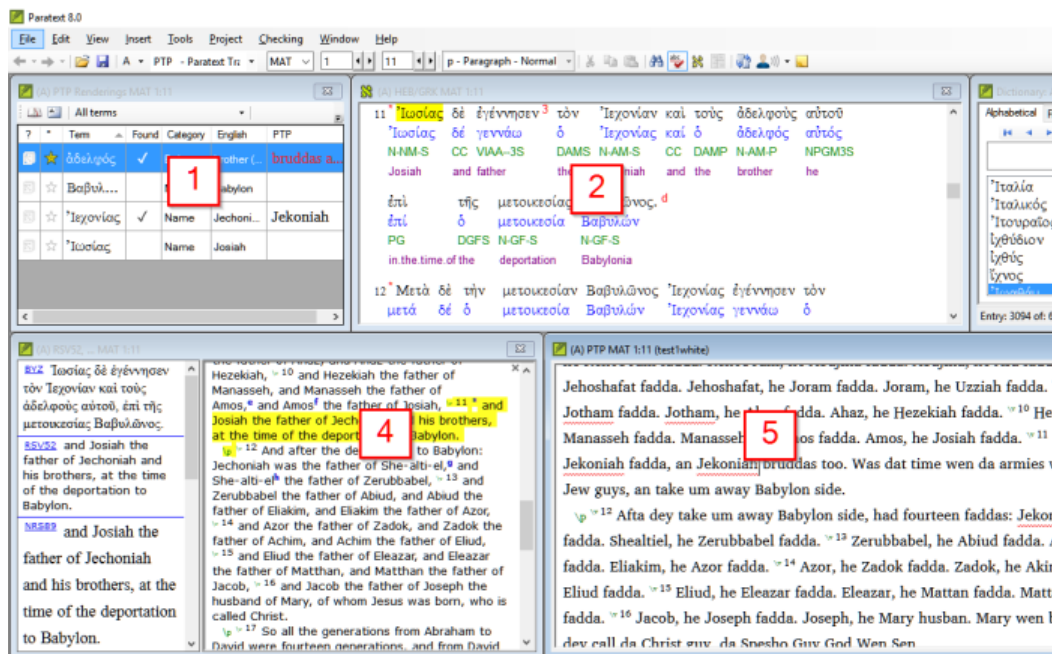 Paratext 8.0
File Edit View Insert Tools Project Checking Window Help
A PTP - Paratext Tra MAT 1 11 p - Paragraph - Normal
(A) PTP Renderings MAT 1:11
All terms
? * Term Found Category English PTP
ἀδελφός brother (... bruddas a...
Βαβυλ... Babylon
Ἰεχονίας Name Jechoni... Jekoniah
Ἰωσίας Name Josiah
1
(A) HEB/GRK MAT 1:11
11 * Ἰωσίας δὲ ἐγέννησεν 3 τὸν Ἰεχονίαν καὶ τοὺς ἀδελφοὺς αὐτοῦ
Ἰωσίας δέ γεννάω ὁ Ἰεχονίας καί ὁ ἀδελφός αὐτός
N-NM-S CC VIAA--3S DAMS N-AM-S CC DAMP N-AM-P NPGM3S
Josiah and father the and the brother he
2
ἐπὶ τῆς μετοικεσίας d
ἐπί ὁ μετοικεσία Βαβυλών
PG DGFS N-GF-S N-GF-S
in.the.time.of the deportation Babylonia
12 * Μετὰ δὲ τὴν μετοικεσίαν Βαβυλῶνος Ἰεχονίας ἐγέννησεν τὸν
μετά δέ ὁ μετοικεσία Βαβυλών Ἰεχονίας γεννάω ὁ
(A) Dictionary:
Alphabetical
Ἰταλία
Ἰταλικός
Ἰτουραῖος
ἰχθύδιον
ἰχθύς
ἴχνος
Entry: 3094 of: 6
(A) RSV52, ... MAT 1:11
BYZ Ἰωσίας δὲ ἐγέννησεν
τὸν Ἰεχονίαν καὶ τοὺς
ἀδελφοὺς αὐτοῦ, ἐπὶ τῆς
μετοικεσίας Βαβυλῶνος.
RSV52 and Josiah the
father of Jechoniah and
his brothers, at the time
of the deportation to
Babylon.
NRSB9 and Josiah the
father of Jechoniah
and his brothers, at the
time of the deportation
to Babylon.
Hezekiah, v 10 and Hezekiah the father of
Manasseh, and Manasseh the father of
Amos,e and Amosf the father of Josiah, v 11 * and
Josiah the father of his brothers,
at the time of the Babylon.
\p v 12 And after the to Babylon:
Jechoniah was the father of She-alti-el,g and
She-alti-elh the father of Zerubbabel, v 13 and
Zerubbabel the father of Abiud, and Abiud the
father of Eliakim, and Eliakim the father of Azor,
v 14 and Azor the father of Zadok, and Zadok the
father of Achim, and Achim the father of Eliud,
v 15 and Eliud the father of Eleazar, and Eleazar
the father of Matthan, and Matthan the father of
Jacob, v 16 and Jacob the father of Joseph the
husband of Mary, of whom Jesus was born, who is
called Christ.
\p v 17 So all the generations from Abraham to
David were fourteen generations, and from David
4
(A) PTP MAT 1:11 (test1white)
Jehoshafat fadda. Jehoshafat, he Joram fadda. Joram, he Uzziah fadda.
Jotham fadda. Jotham, he fadda. Ahaz, he Hezekiah fadda. v 10 He
Manasseh fadda. Manasseh fadda. Amos, he Josiah fadda. v 11
Jekoniah fadda, an Jekoniah bruddas too. Was dat time wen da armies
Jew guys, an take um away Babylon side.
\p v 12 Afta dey take um away Babylon side, had fourteen faddas: Jekon
fadda. Shealtiel, he Zerubbabel fadda. v 13 Zerubbabel, he Abiud fadda.
fadda. Eliakim, he Azor fadda. v 14 Azor, he Zadok fadda. Zadok, he Akim
Eliud fadda. v 15 Eliud, he Eleazar fadda. Eleazar, he Mattan fadda. Matt
fadda. v 16 Jacob, he Joseph fadda. Joseph, he Mary husban. Mary wen
dey call da Christ guy, da Spesho Guy God Wen Sen
5